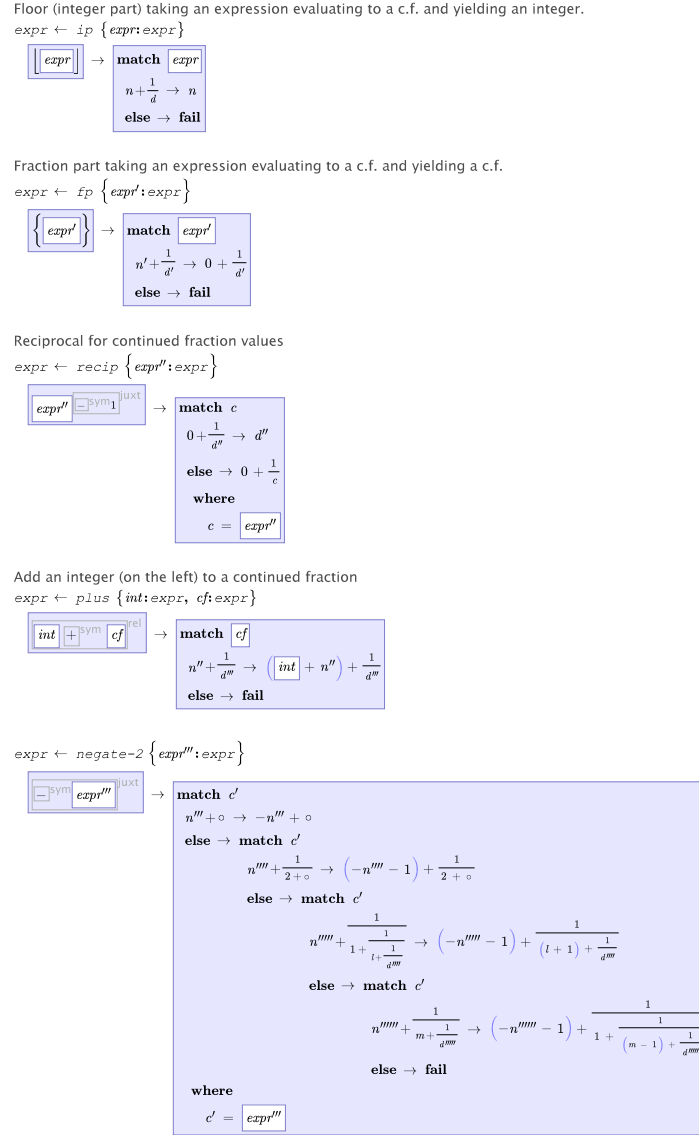 Floor (integer part) taking an expression evaluating to a c.f. and yielding an integer.
expr ← ip {expr:expr}
⌊expr⌋ → match expr
n+1/d → n
else → fail
Fraction part taking an expression evaluating to a c.f. and yielding a c.f.
expr ← fp {expr′:expr}
{expr′} → match expr′
n′+1/d′ → 0 + 1/d′
else → fail
Reciprocal for continued fraction values
expr ← recip {expr″:expr}
expr″ −sym1 juxt → match c
0+1/d″ → d″
else → 0 + 1/c
where
c = expr″
Add an integer (on the left) to a continued fraction
expr ← plus {int:expr, cf:expr}
int +sym cf rel → match cf
n″+1/d‴ → (int + n″) + 1/d‴
else → fail
expr ← negate-2 {expr‴:expr}
−sym expr‴ juxt → match c′
n‴+∘ → −n‴ + ∘
else → match c′
n⁗+1/(2+∘) → (−n⁗ − 1) + 1/(2 + ∘)
else → match c′
n′′′′′+1/(1+1/(l+1/d′′′′)) → (−n′′′′′ − 1) + 1/((l + 1) + 1/d′′′′)
else → match c′
n′′′′′′+1/(m+1/d′′′′′) → (−n′′′′′′ − 1) + 1/(1 + 1/((m − 1) + 1/d′′′′′))
else → fail
where
c′ = expr‴